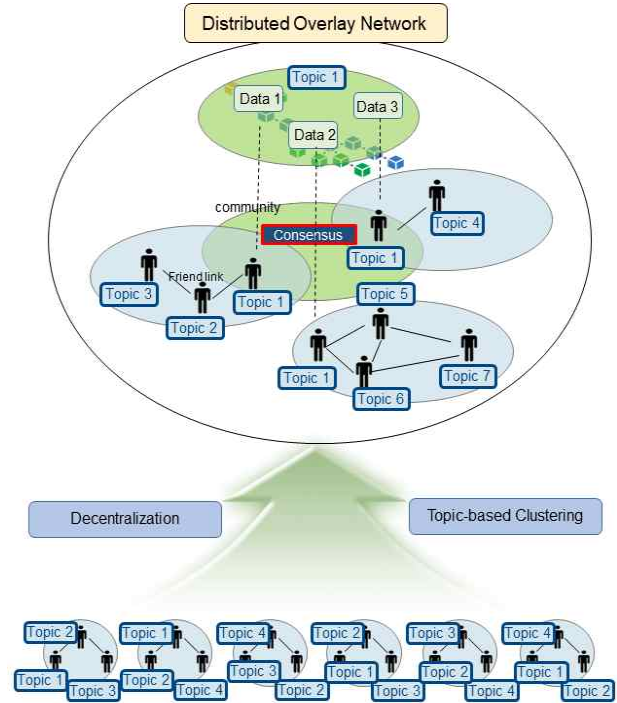 Distributed Overlay Network
Topic 1
Data 1
Data 3
Data 2
community
Topic 4
Consensus
Topic 1
Friend link
Topic 3
Topic 1
Topic 2
Topic 5
Topic 1
Topic 7
Topic 6
Decentralization
Topic-based Clustering
Topic 2
Topic 1
Topic 3
Topic 1
Topic 2
Topic 4
Topic 4
Topic 3
Topic 2
Topic 2
Topic 1
Topic 3
Topic 3
Topic 2
Topic 4
Topic 4
Topic 1
Topic 2